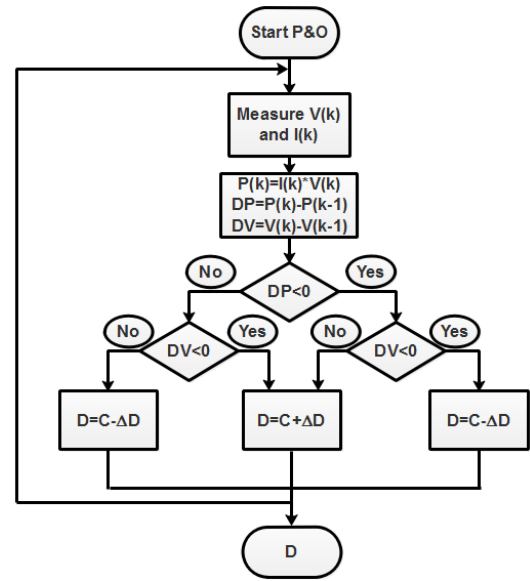 Start P&O
Measure V(k)
and I(k)
P(k)=I(k)*V(k)
DP=P(k)-P(k-1)
DV=V(k)-V(k-1)
No
Yes
DP<0
No
Yes
No
Yes
DV<0
DV<0
D=C-ΔD
D=C+ΔD
D=C-ΔD
D